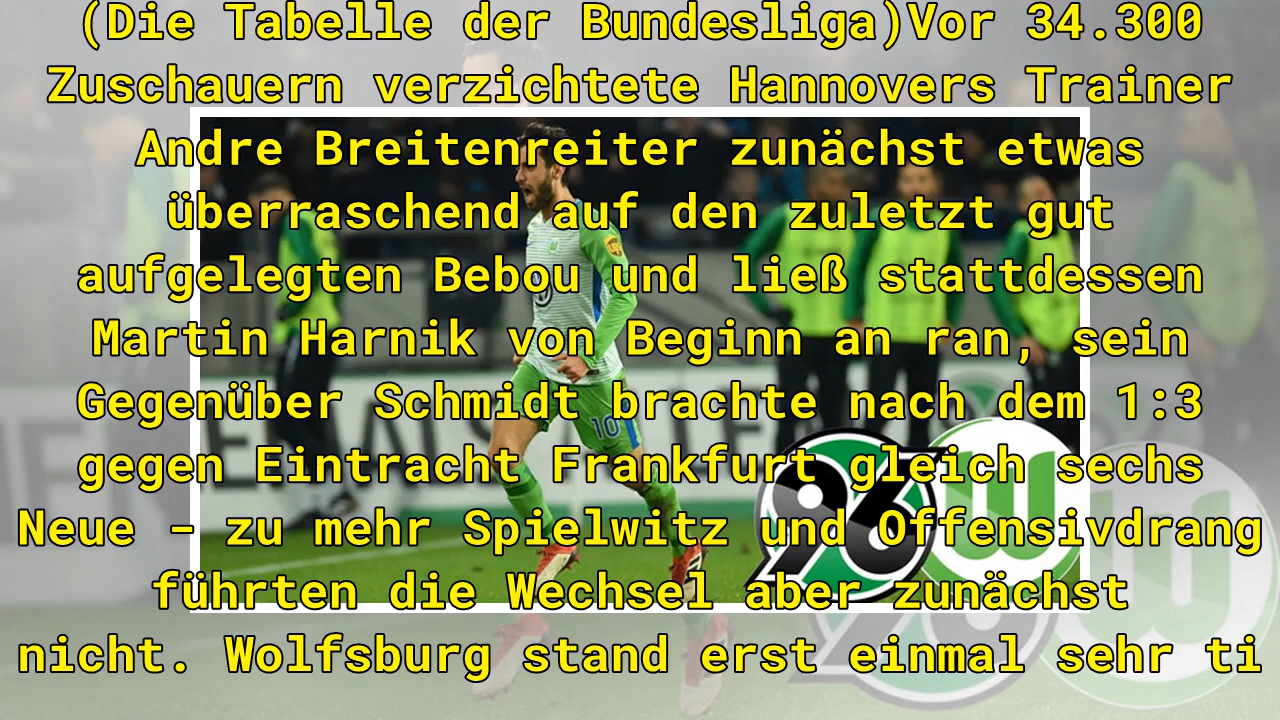 (Die Tabelle der Bundesliga)Vor 34.300
Zuschauern verzichtete Hannovers Trainer
Andre Breitenreiter zunächst etwas
überraschend auf den zuletzt gut
aufgelegten Bebou und ließ stattdessen
Martin Harnik von Beginn an ran, sein
Gegenüber Schmidt brachte nach dem 1:3
gegen Eintracht Frankfurt gleich sechs
Neue - zu mehr Spielwitz und Offensivdrang
führten die Wechsel aber zunächst
nicht. Wolfsburg stand erst einmal sehr ti
10
96
W